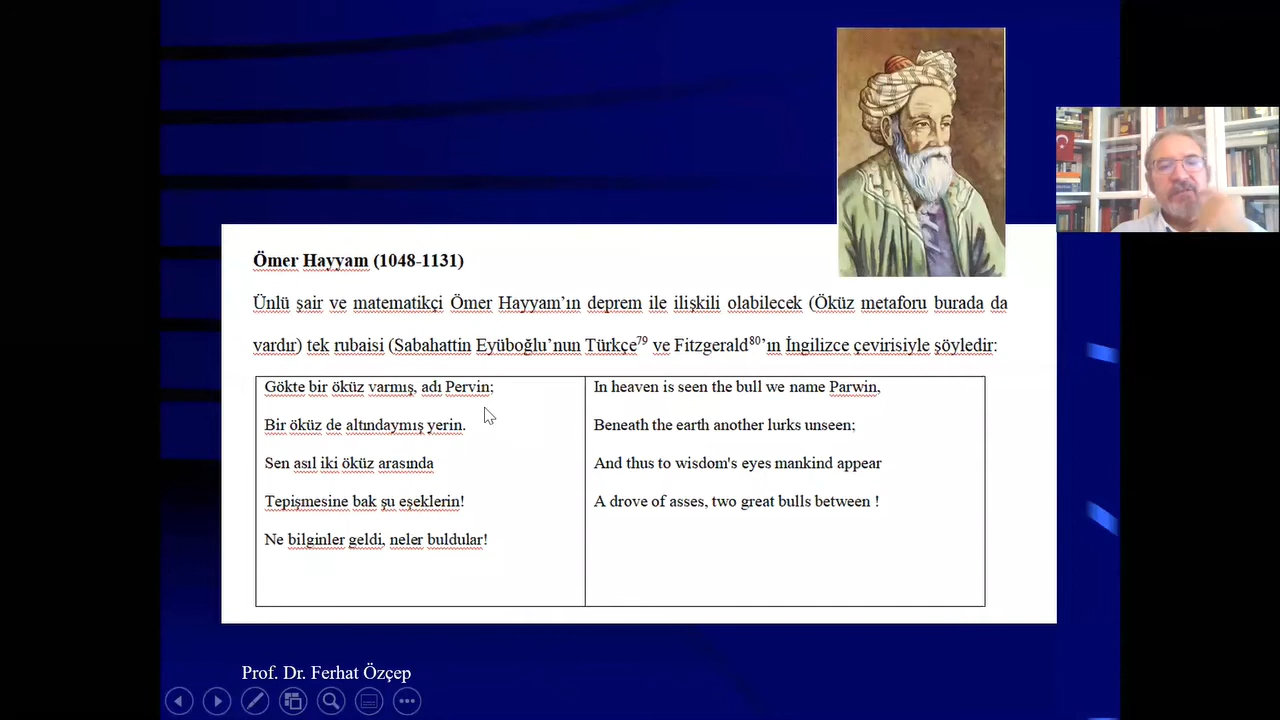 Ömer Hayyam (1048-1131)
Ünlü şair ve matematikçi Ömer Hayyam’ın deprem ile ilişkili olabilecek (Öküz metaforu burada da
vardır) tek rubaisi (Sabahattin Eyüboğlu’nun Türkçe79 ve Fitzgerald80’ın İngilizce çevirisiyle şöyledir:
Gökte bir öküz varmış, adı Pervin;
Bir öküz de altındaymış yerin.
Sen asıl iki öküz arasında
Tepişmesine bak şu eşeklerin!
Ne bilginler geldi, neler buldular!
In heaven is seen the bull we name Parwin,
Beneath the earth another lurks unseen;
And thus to wisdom's eyes mankind appear
A drove of asses, two great bulls between !
Prof. Dr. Ferhat Özçep